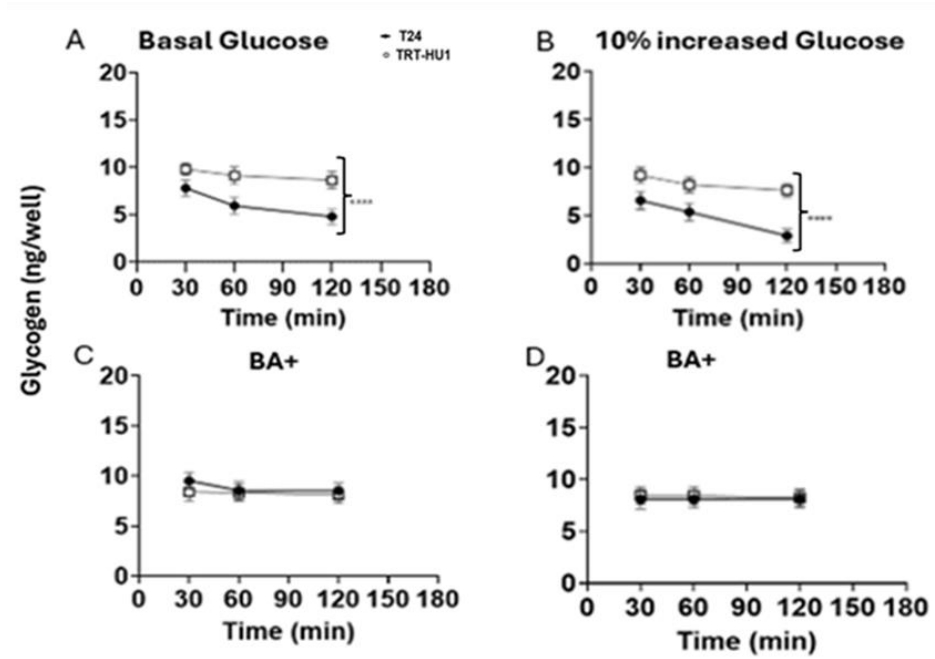 A
Basal Glucose
T24
TRT-HU1
B
10% increased Glucose
Glycogen (ng/well)
20
15
10
5
0
0 30 60 90 120 150 180
Time (min)
****
20
15
10
5
0
0 30 60 90 120 150 180
Time (min)
****
C
BA+
20
15
10
5
0
0 30 60 90 120 150 180
Time (min)
D
BA+
20
15
10
5
0
0 30 60 90 120 150 180
Time (min)